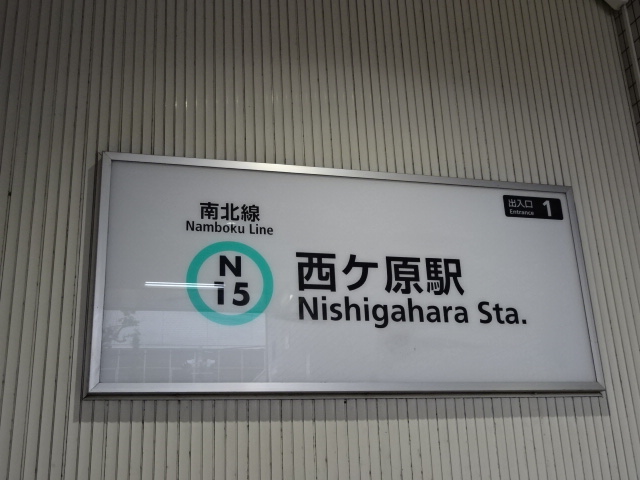 南北線
Namboku Line
N
15
西ケ原駅
Nishigahara Sta.
出入口
Entrance
1